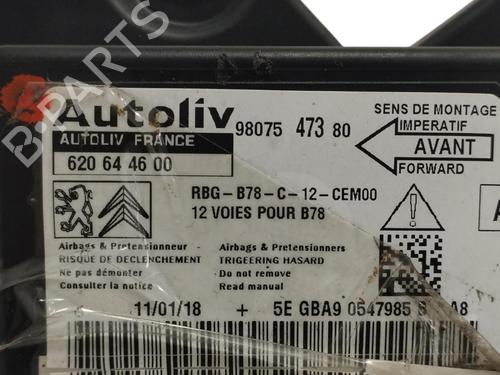 B-PARTS
Autoliv
98075 473 80
SENS DE MONTAGE
IMPERATIF
AUTOLIV FRANCE
AVANT
620 64 46 00
FORWARD
RBG-B78-C-12-CEM00
12 VOIES POUR B78
Airbags & Pretensionneur
RISQUE DE DECLENCHEMENT
Ne pas démonter
Consulter la notice
Airbags & Pretensionners
TRIGEERING HASARD
Do not remove
Read manual
11/01/18 + 5E GBA9 0547985 A8